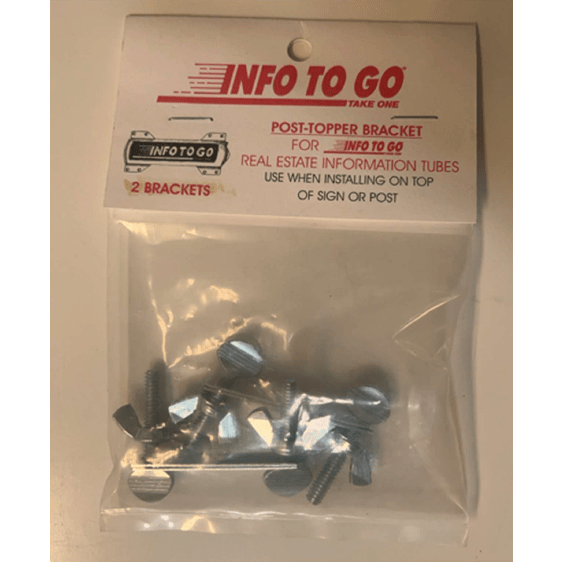 INFO TO GO
TAKE ONE
POST-TOPPER BRACKET
FOR INFO TO GO
REAL ESTATE INFORMATION TUBES
USE WHEN INSTALLING ON TOP
OF SIGN OR POST
INFO TO GO
2 BRACKETS